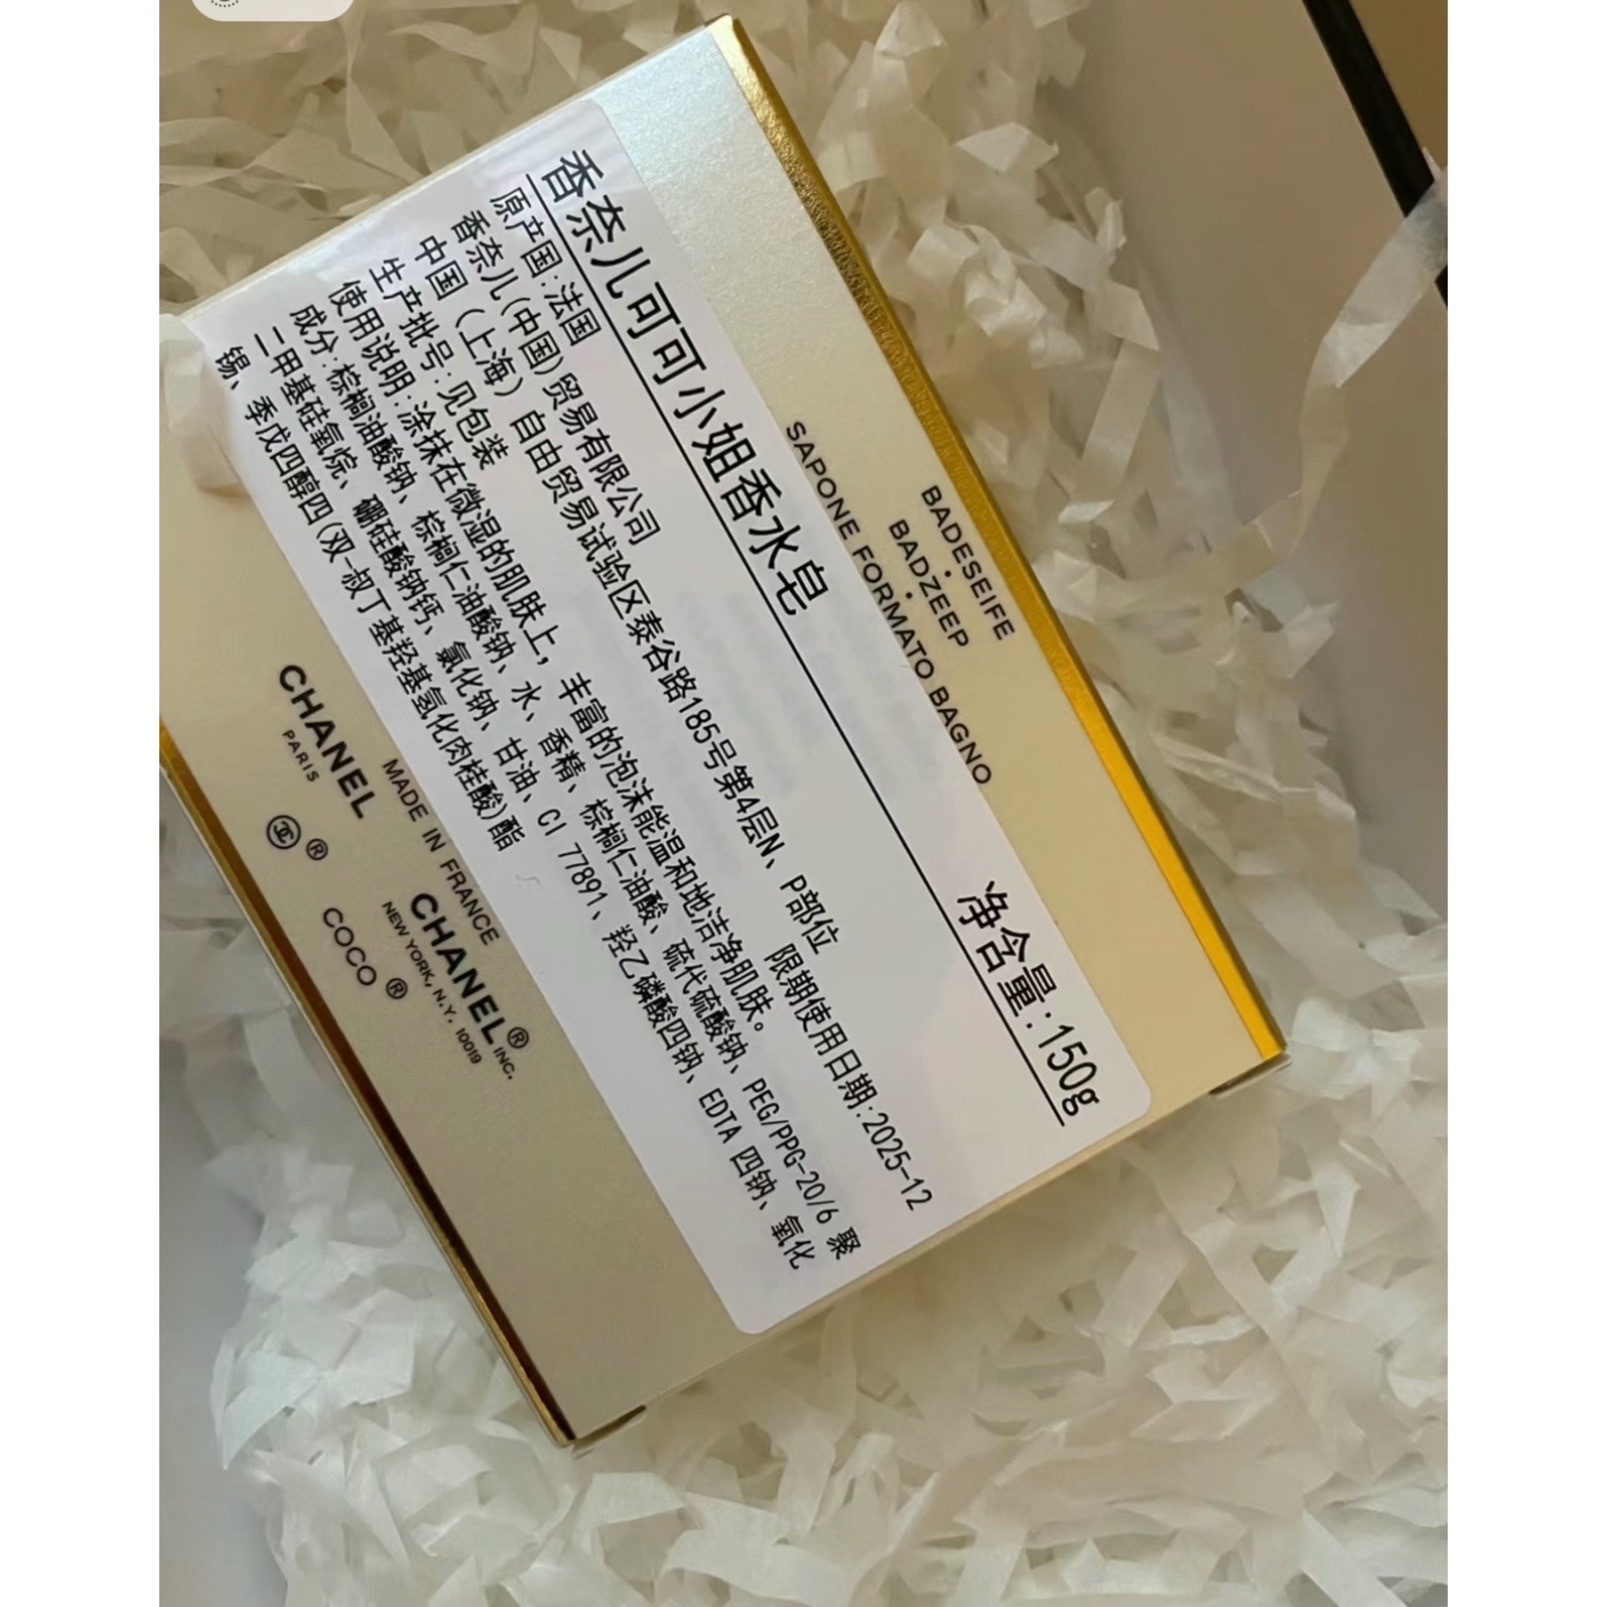 BADESEIFE
BADZEEP
SAPONE FORMATO BAGNO
香奈儿可可小姐香水皂 净含量:150g
原产国:法国
香奈儿(中国)贸易有限公司
中国(上海)自由贸易试验区泰谷路185号第4层N、P部位
生产批号:见包装 限期使用日期:2025-12
使用说明:涂抹在微湿的肌肤上,丰富的泡沫能温和地洁净肌肤。
成分:棕榈油酸钠、棕榈仁油酸钠、水、香精、棕榈仁油酸、硫代硫酸钠、PEG/PPG-20/6 聚
二甲基硅氧烷、硼硅酸钠钙、氯化钠、甘油、CI 77891、羟乙磷酸四钠、EDTA 四钠、氧化
锡、季戊四醇四(双-叔丁基羟基氢化肉桂酸)酯
MADE IN FRANCE
CHANEL CHANEL® INC.
PARIS NEW YORK, N.Y. 10019
® COCO ®